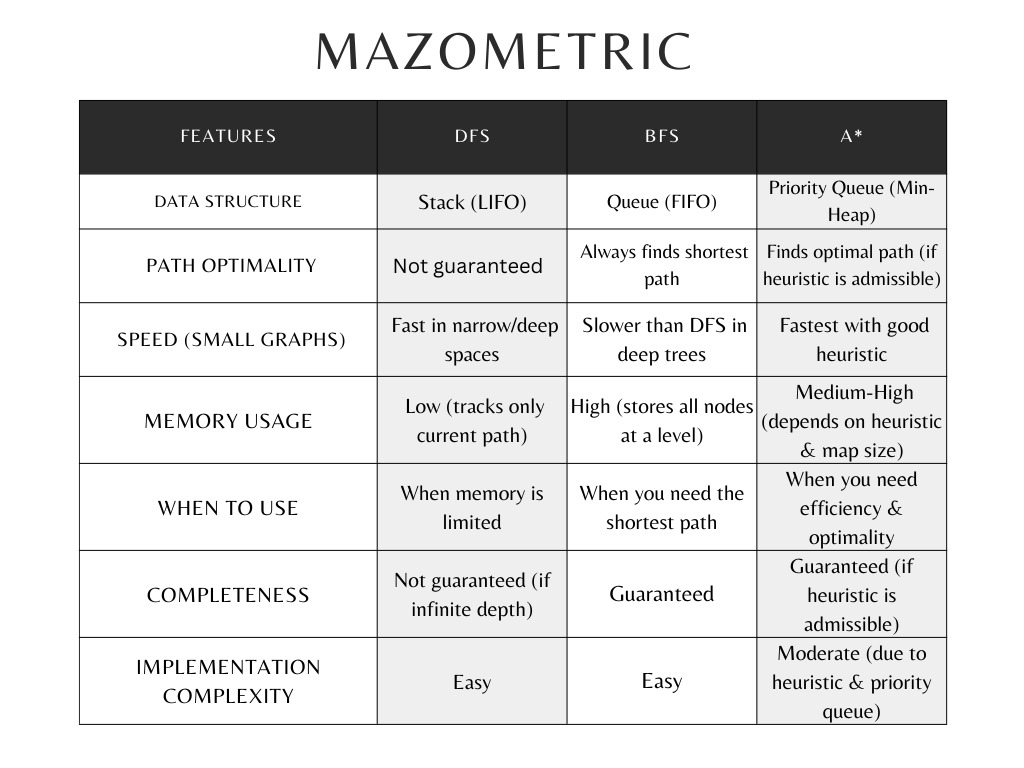 MAZOMETRIC
FEATURES DFS BFS A*
DATA STRUCTURE Stack (LIFO) Queue (FIFO) Priority Queue (Min-
Heap)
PATH OPTIMALITY Not guaranteed Always finds shortest
path Finds optimal path (if
heuristic is admissible)
SPEED (SMALL GRAPHS) Fast in narrow/deep
spaces Slower than DFS in
deep trees Fastest with good
heuristic
MEMORY USAGE Low (tracks only
current path) High (stores all nodes
at a level) Medium-High
(depends on heuristic
& map size)
WHEN TO USE When memory is
limited When you need the
shortest path When you need
efficiency &
optimality
COMPLETENESS Not guaranteed (if
infinite depth) Guaranteed Guaranteed (if
heuristic is
admissible)
IMPLEMENTATION
COMPLEXITY Easy Easy Moderate (due to
heuristic & priority
queue)